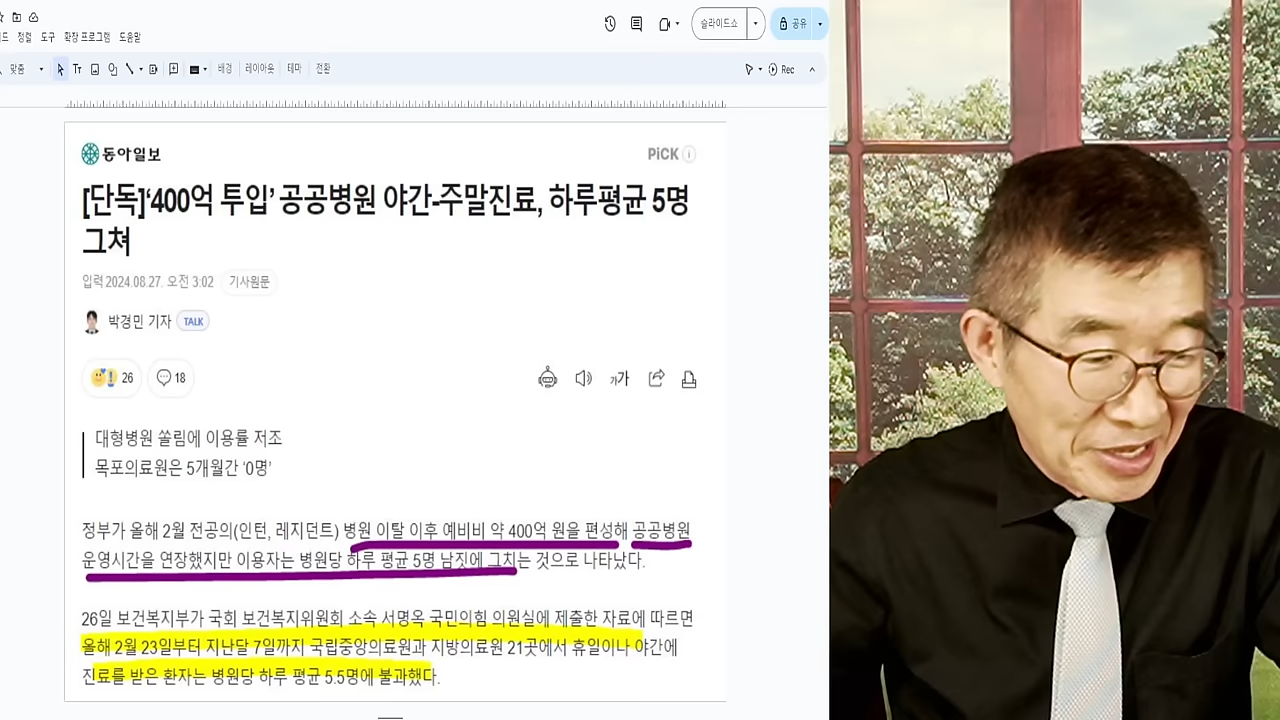 드 정렬 도구 확장 프로그램 도움말
슬라이드쇼
공유
맞춤 Tт 배경 레이아웃 테마 전환 Rec
동아일보 PiCK
[단독]‘400억 투입’ 공공병원 야간-주말진료, 하루평균 5명
그쳐
입력 2024.08.27. 오전 3:02 기사원문
박경민 기자 TALK
26 18
가가
대형병원 쏠림에 이용률 저조
목포의료원은 5개월간 ‘0명’
정부가 올해 2월 전공의(인턴, 레지던트) 병원 이탈 이후 예비비 약 400억 원을 편성해 공공병원
운영시간을 연장했지만 이용자는 병원당 하루 평균 5명 남짓에 그치는 것으로 나타났다.
26일 보건복지부가 국회 보건복지위원회 소속 서명옥 국민의힘 의원실에 제출한 자료에 따르면
올해 2월 23일부터 지난달 7일까지 국립중앙의료원과 지방의료원 21곳에서 휴일이나 야간에
진료를 받은 환자는 병원당 하루 평균 5.5명에 불과했다.